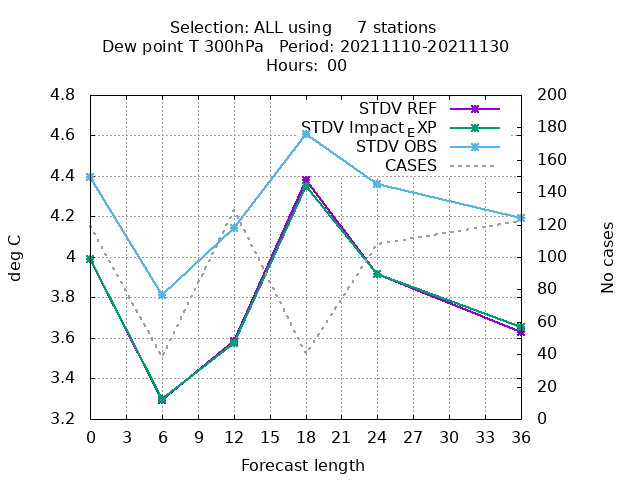 Selection: ALL using 7 stations
Dew point T 300hPa Period: 20211110-20211130
Hours: 00
4.8
4.6
4.4
4.2
4
3.8
3.6
3.4
3.2
200
180
160
140
120
100
80
60
40
20
0
STDV REF
STDV Impact_EXP
STDV OBS
CASES
deg C
No cases
0 3 6 9 12 15 18 21 24 27 30 33 36
Forecast length